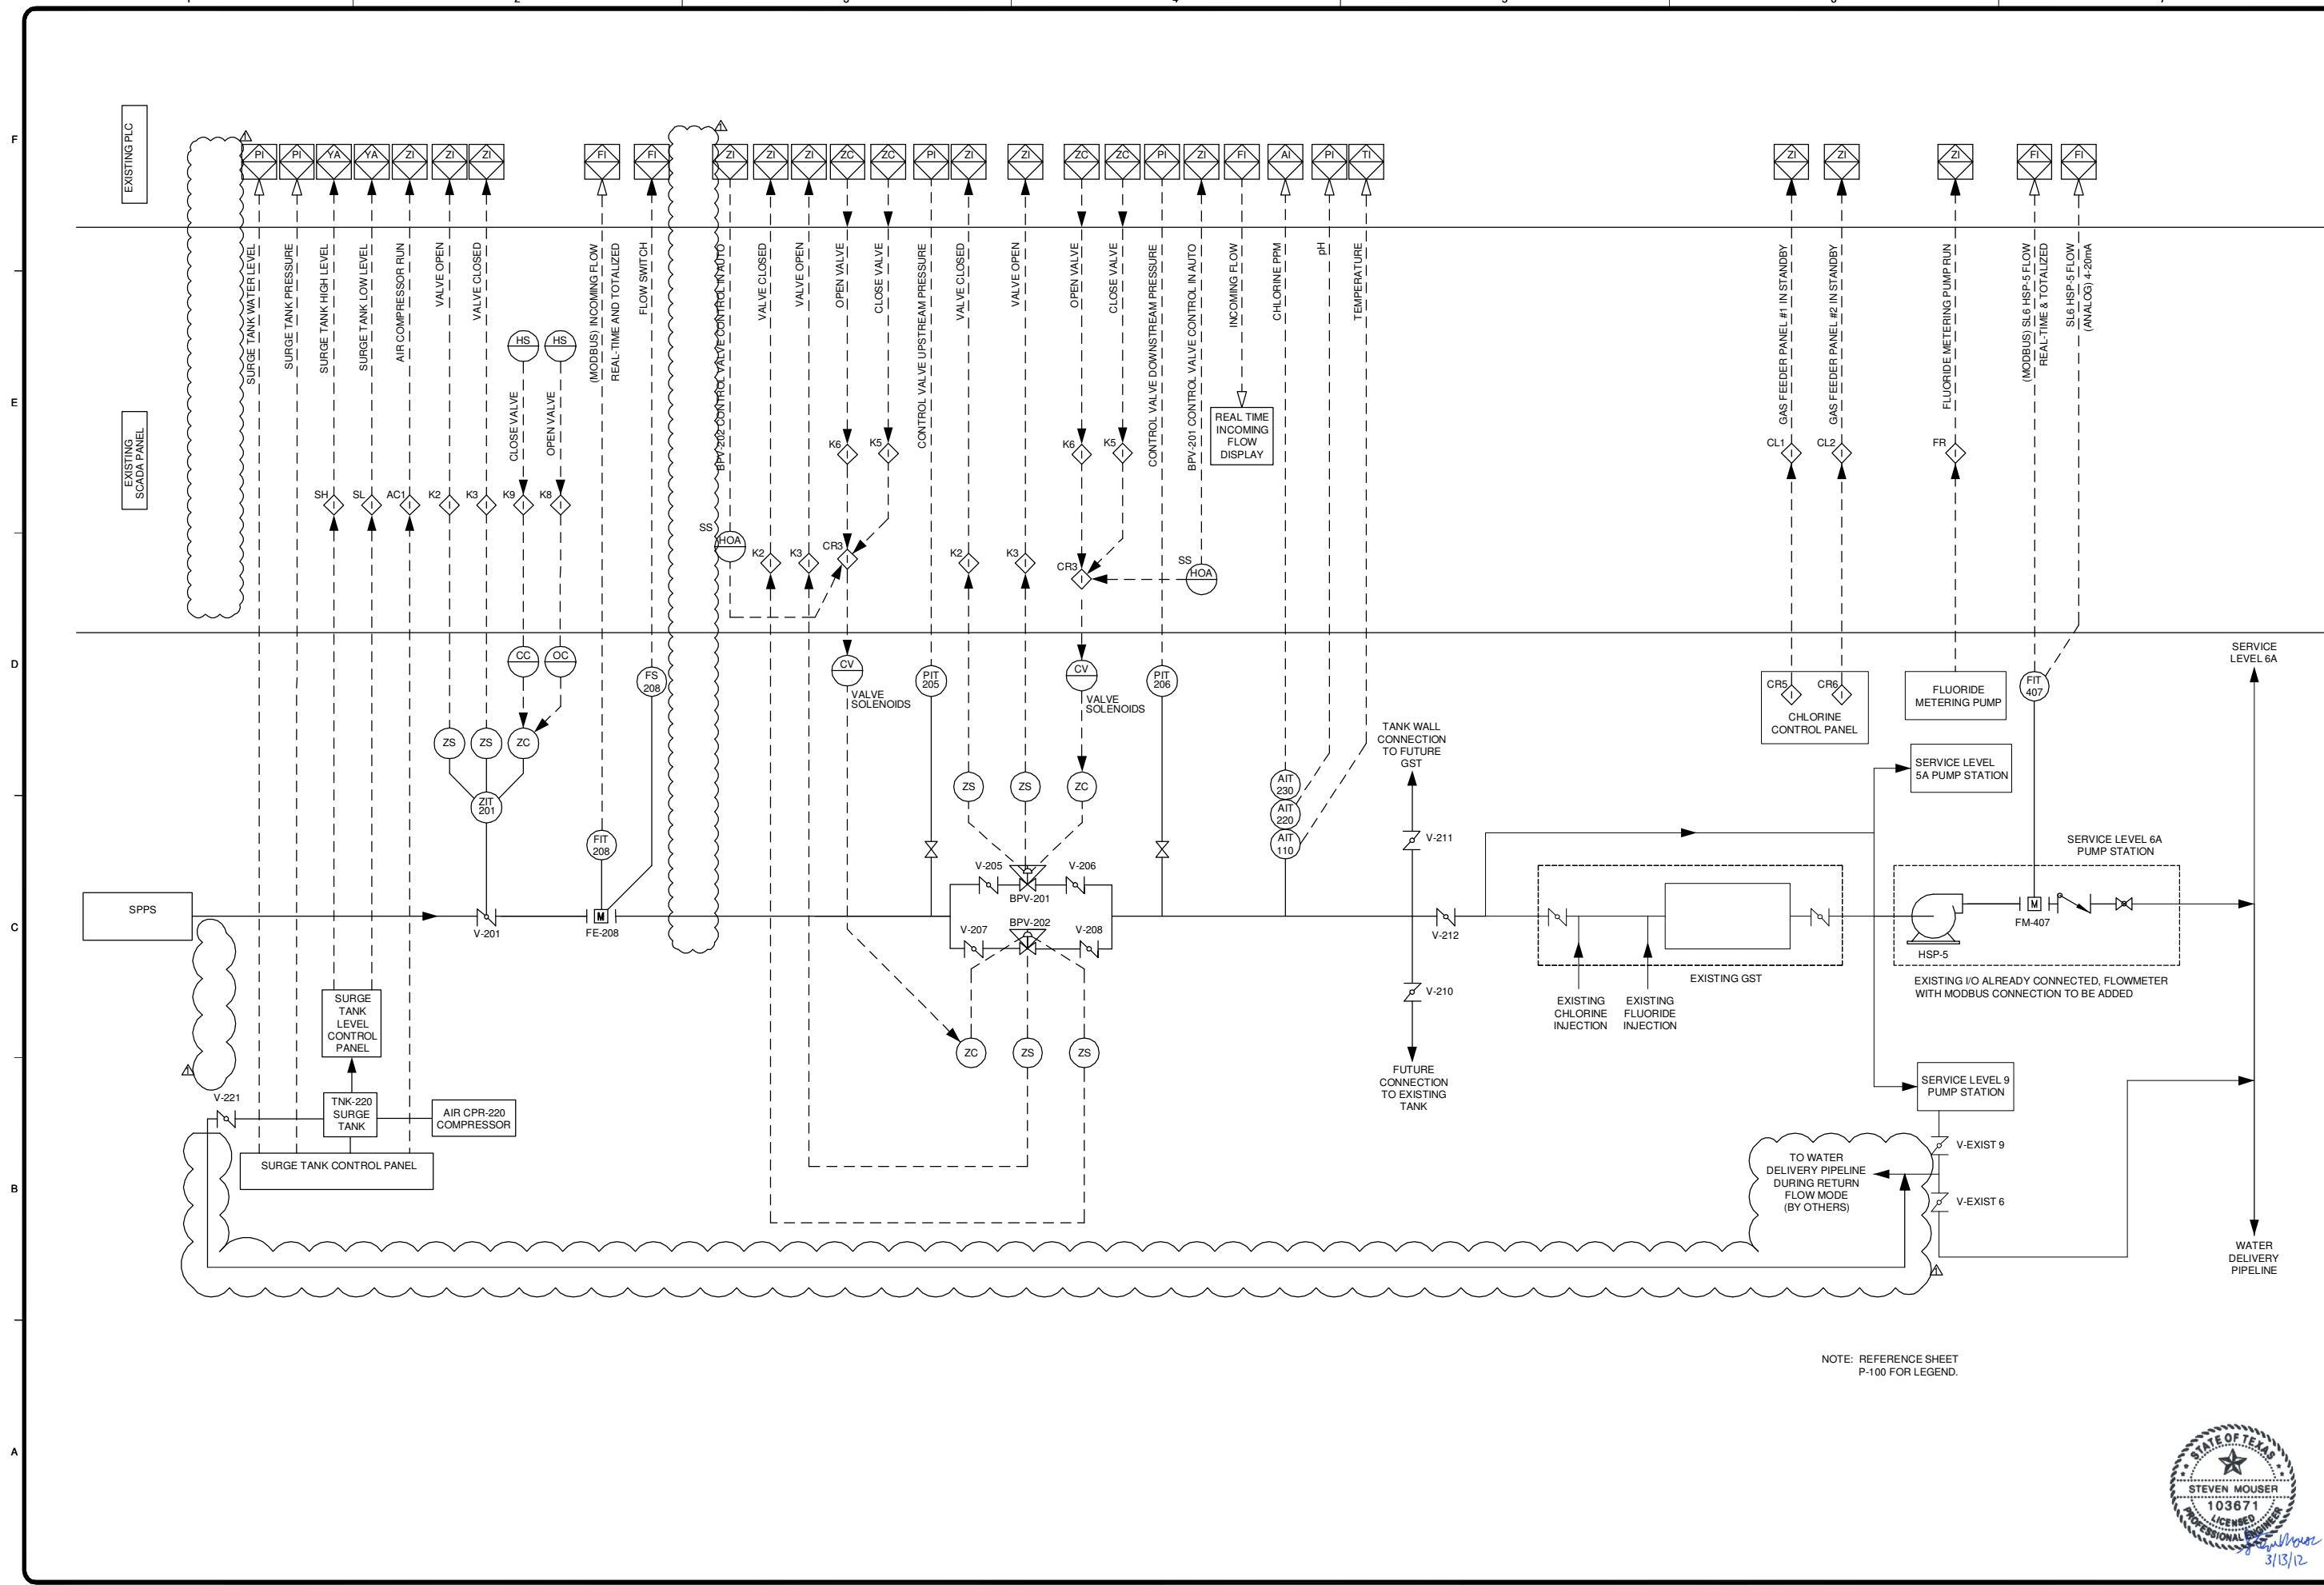 F
E
D
C
B
A
EXISTING PLC
EXISTING
SCADA PANEL
PI
PI
YA
YA
ZI
ZI
ZI
FI
FI
ZI
ZI
ZI
ZC
ZC
PI
ZI
ZI
ZC
ZC
PI
ZI
FI
AI
PI
TI
ZI
ZI
ZI
FI
FI
SURGE TANK WATER LEVEL
SURGE TANK PRESSURE
SURGE TANK HIGH LEVEL
SURGE TANK LOW LEVEL
AIR COMPRESSOR RUN
VALVE OPEN
VALVE CLOSED
CLOSE VALVE
OPEN VALVE
(MODBUS) INCOMING FLOW
REAL-TIME AND TOTALIZED
FLOW SWITCH
BPV-202 CONTROL VALVE CONTROL IN AUTO
VALVE CLOSED
VALVE OPEN
OPEN VALVE
CLOSE VALVE
CONTROL VALVE UPSTREAM PRESSURE
VALVE CLOSED
VALVE OPEN
OPEN VALVE
CLOSE VALVE
CONTROL VALVE DOWNSTREAM PRESSURE
BPV-201 CONTROL VALVE CONTROL IN AUTO
INCOMING FLOW
CHLORINE PPM
pH
TEMPERATURE
GAS FEEDER PANEL #1 IN STANDBY
GAS FEEDER PANEL #2 IN STANDBY
FLUORIDE METERING PUMP RUN
(MODBUS) SL6 HSP-5 FLOW
REAL-TIME & TOTALIZED
SL6 HSP-5 FLOW
(ANALOG) 4-20mA
HS
HS
REAL TIME
INCOMING
FLOW
DISPLAY
K6
K5
K6
K5
CL1
CL2
FR
SH
SL
AC1
K2
K3
K9
K8
SS
HOA
K2
K3
CR3
K2
K3
CR3
SS
HOA
CC
OC
FS
208
CV
VALVE
SOLENOIDS
PIT
205
CV
VALVE
SOLENOIDS
PIT
206
CR5
CR6
CHLORINE
CONTROL PANEL
FLUORIDE
METERING PUMP
FIT
407
SERVICE
LEVEL 6A
ZS
ZS
ZC
ZIT
201
FIT
208
ZS
ZS
ZC
AIT
230
AIT
220
AIT
110
TANK WALL
CONNECTION
TO FUTURE
GST
V-211
SERVICE LEVEL
5A PUMP STATION
SERVICE LEVEL 6A
PUMP STATION
SPPS
V-201
M
FE-208
V-205
V-206
BPV-201
BPV-202
V-207
V-208
V-212
V-210
EXISTING GST
EXISTING
CHLORINE
INJECTION
EXISTING
FLUORIDE
INJECTION
HSP-5
M
FM-407
EXISTING I/O ALREADY CONNECTED, FLOWMETER
WITH MODBUS CONNECTION TO BE ADDED
SURGE
TANK
LEVEL
CONTROL
PANEL
ZC
ZS
ZS
FUTURE
CONNECTION
TO EXISTING
TANK
SERVICE LEVEL 9
PUMP STATION
V-221
TNK-220
SURGE
TANK
AIR CPR-220
COMPRESSOR
SURGE TANK CONTROL PANEL
TO WATER
DELIVERY PIPELINE
DURING RETURN
FLOW MODE
(BY OTHERS)
V-EXIST 9
V-EXIST 6
WATER
DELIVERY
PIPELINE
NOTE: REFERENCE SHEET
P-100 FOR LEGEND.
STATE OF TEXAS
STEVEN MOUSER
103671
LICENSED
PROFESSIONAL ENGINEER
3/13/12